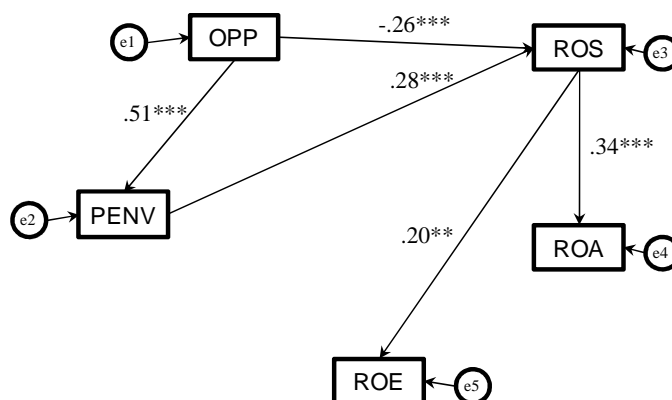 e1
OPP
-.26***
ROS
e3
.28***
.51***
.34***
e2
PENV
.20**
ROA
e4
ROE
e5